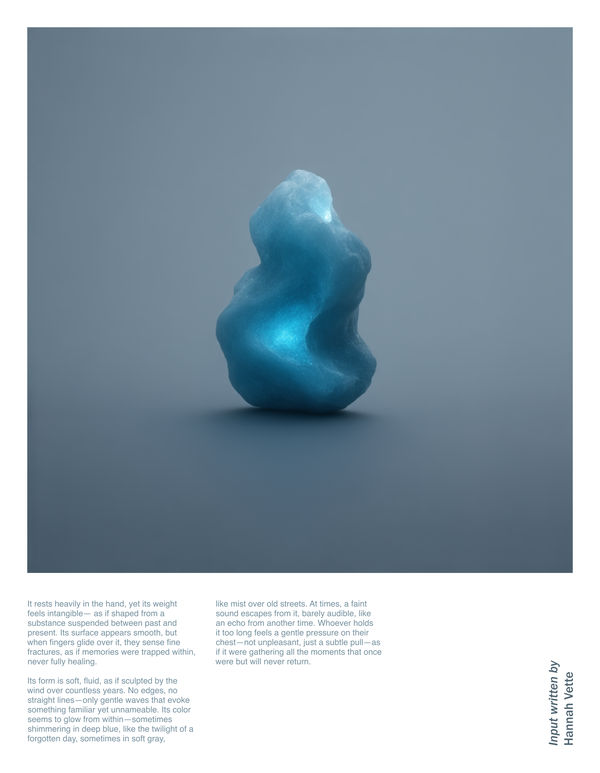 It rests heavily in the hand, yet its weight
feels intangible— as if shaped from a
substance suspended between past and
present. Its surface appears smooth, but
when fingers glide over it, they sense fine
fractures, as if memories were trapped within,
never fully healing.
Its form is soft, fluid, as if sculpted by the
wind over countless years. No edges, no
straight lines—only gentle waves that evoke
something familiar yet unnameable. Its color
seems to glow from within—sometimes
shimmering in deep blue, like the twilight of a
forgotten day, sometimes in soft gray,
like mist over old streets. At times, a faint
sound escapes from it, barely audible, like
an echo from another time. Whoever holds
it too long feels a gentle pressure on their
chest—not unpleasant, just a subtle pull—as
if it were gathering all the moments that once
were but will never return.
Input written by
Hannah Vette